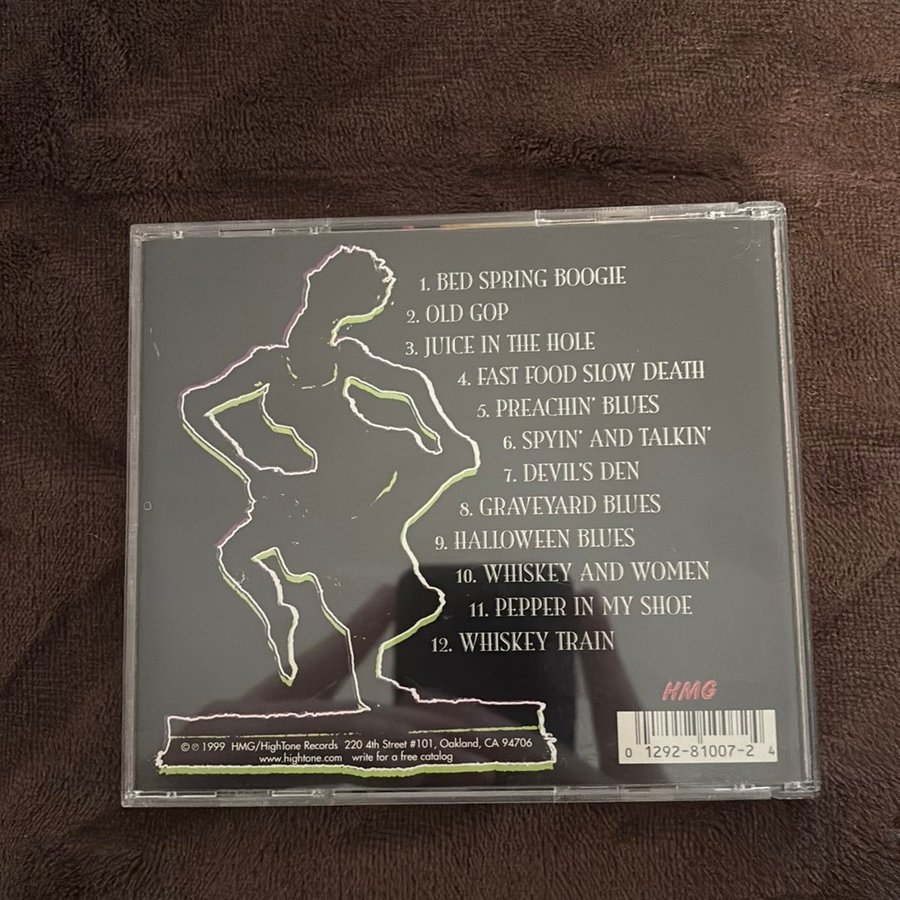 1. BED SPRING BOOGIE
2. OLD GOP
3. JUICE IN THE HOLE
4. FAST FOOD SLOW DEATH
5. PREACHIN' BLUES
6. SPYIN' AND TALKIN'
7. DEVIL'S DEN
8. GRAVEYARD BLUES
9. HALLOWEEN BLUES
10. WHISKEY AND WOMEN
11. PEPPER IN MY SHOE
12. WHISKEY TRAIN
HMG
© ℗ 1999 HMG/HighTone Records 220 4th Street #101, Oakland, CA 94706
www.hightone.com write for a free catalog
0 12928-81007-2 4